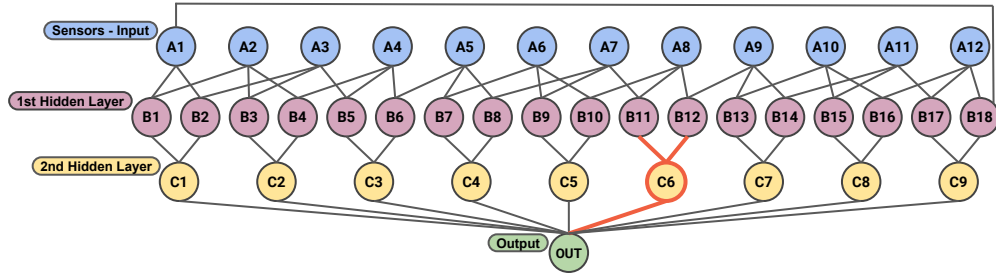 Sensors - Input
A1 A2 A3 A4 A5 A6 A7 A8 A9 A10 A11 A12
1st Hidden Layer
B1 B2 B3 B4 B5 B6 B7 B8 B9 B10 B11 B12 B13 B14 B15 B16 B17 B18
2nd Hidden Layer
C1 C2 C3 C4 C5 C6 C7 C8 C9
Output
OUT